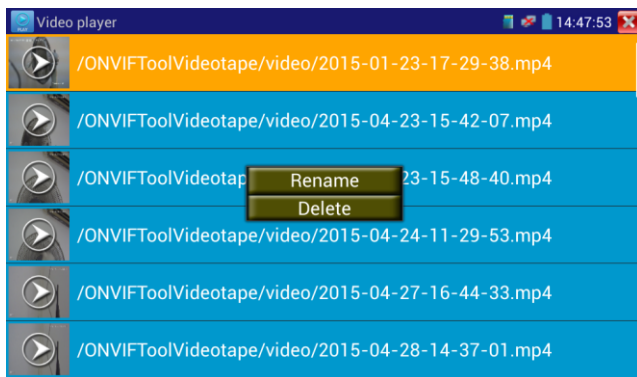 Video player
14:47:53
/ONVIFToolVideotape/video/2015-01-23-17-29-38.mp4
/ONVIFToolVideotape/video/2015-04-23-15-42-07.mp4
/ONVIFToolVideotap 23-15-48-40.mp4
Rename
Delete
/ONVIFToolVideotape/video/2015-04-24-11-29-53.mp4
/ONVIFToolVideotape/video/2015-04-27-16-44-33.mp4
/ONVIFToolVideotape/video/2015-04-28-14-37-01.mp4